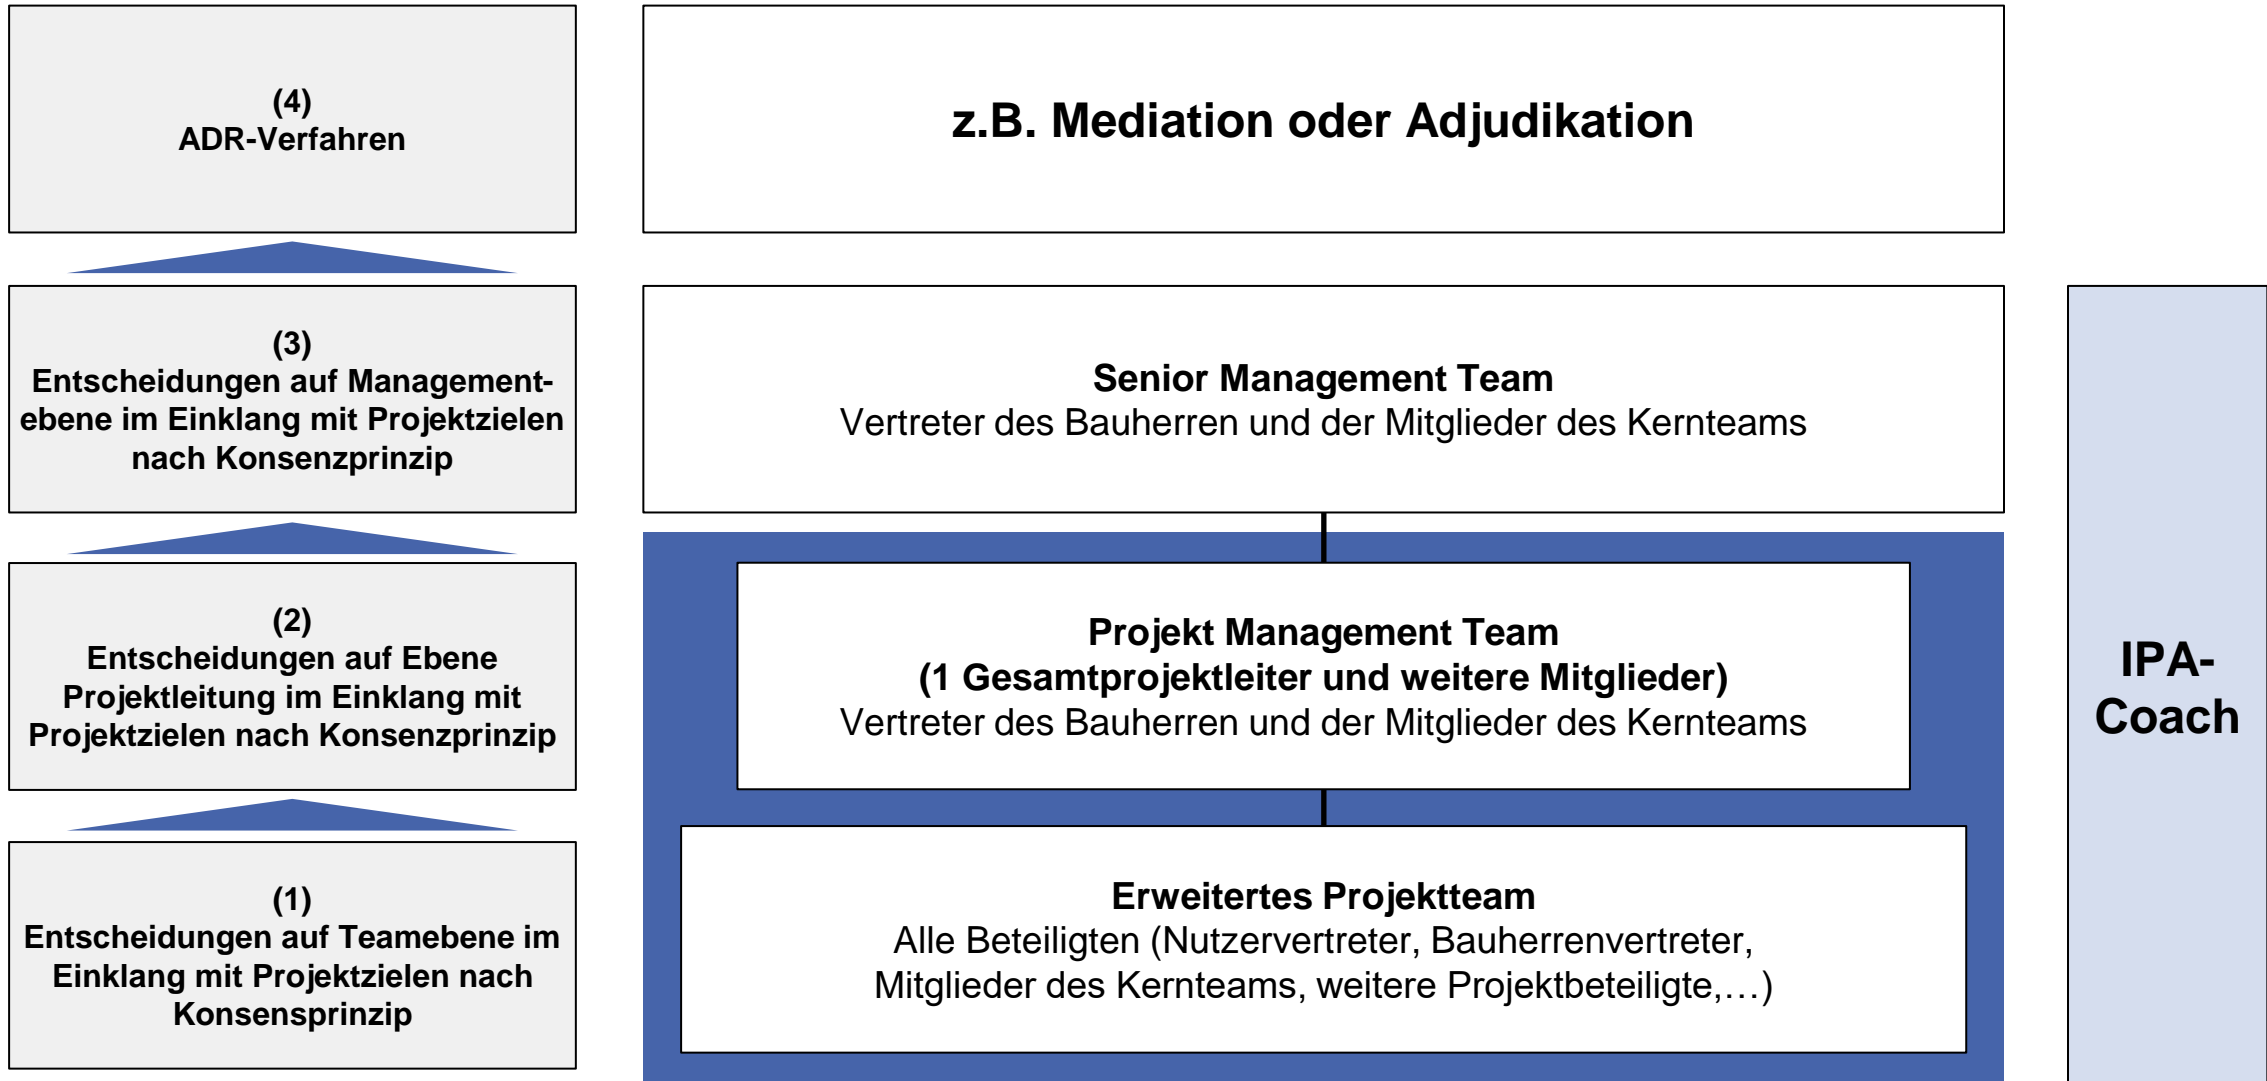 (4)
ADR-Verfahren
z.B. Mediation oder Adjudikation
(3)
Entscheidungen auf Management-
ebene im Einklang mit Projektzielen
nach Konsenzprinzip
Senior Management Team
Vertreter des Bauherren und der Mitglieder des Kernteams
(2)
Entscheidungen auf Ebene
Projektleitung im Einklang mit
Projektzielen nach Konsenzprinzip
Projekt Management Team
(1 Gesamtprojektleiter und weitere Mitglieder)
Vertreter des Bauherren und der Mitglieder des Kernteams
(1)
Entscheidungen auf Teamebene im
Einklang mit Projektzielen nach
Konsensprinzip
Erweitertes Projektteam
Alle Beteiligten (Nutzervertreter, Bauherrenvertreter,
Mitglieder des Kernteams, weitere Projektbeteiligte,…)
IPA-
Coach